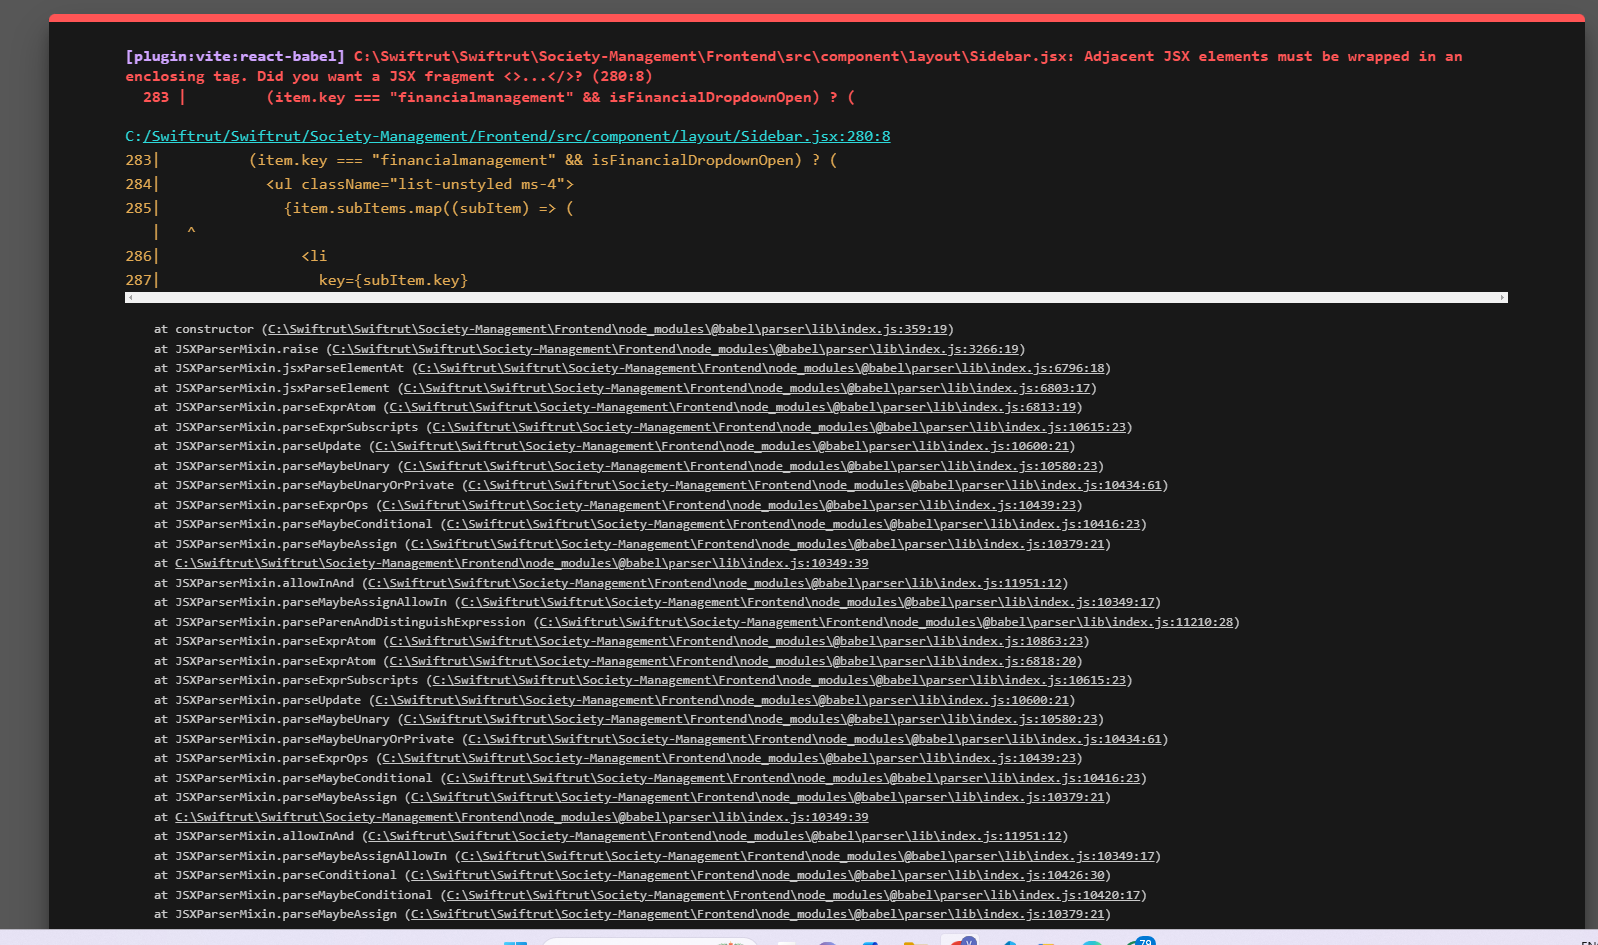 [plugin:vite:react-babel] C:\Swiftrut\Swiftrut\Society-Management\Frontend\src\component\layout\Sidebar.jsx: Adjacent JSX elements must be wrapped in an
enclosing tag. Did you want a JSX fragment <>...</>? (280:8)
283 |         (item.key === "financialmanagement" && isFinancialDropdownOpen) ? (
C:/Swiftrut/Swiftrut/Society-Management/Frontend/src/component/layout/Sidebar.jsx:280:8
283|          (item.key === "financialmanagement" && isFinancialDropdownOpen) ? (
284|            <ul className="list-unstyled ms-4">
285|              {item.subItems.map((subItem) => (
   |   ^
286|                <li
287|                  key={subItem.key}
at constructor (C:\Swiftrut\Swiftrut\Society-Management\Frontend\node_modules\@babel\parser\lib\index.js:359:19)
at JSXParserMixin.raise (C:\Swiftrut\Swiftrut\Society-Management\Frontend\node_modules\@babel\parser\lib\index.js:3266:19)
at JSXParserMixin.jsxParseElementAt (C:\Swiftrut\Swiftrut\Society-Management\Frontend\node_modules\@babel\parser\lib\index.js:6796:18)
at JSXParserMixin.jsxParseElement (C:\Swiftrut\Swiftrut\Society-Management\Frontend\node_modules\@babel\parser\lib\index.js:6803:17)
at JSXParserMixin.parseExprAtom (C:\Swiftrut\Swiftrut\Society-Management\Frontend\node_modules\@babel\parser\lib\index.js:6813:19)
at JSXParserMixin.parseExprSubscripts (C:\Swiftrut\Swiftrut\Society-Management\Frontend\node_modules\@babel\parser\lib\index.js:10615:23)
at JSXParserMixin.parseUpdate (C:\Swiftrut\Swiftrut\Society-Management\Frontend\node_modules\@babel\parser\lib\index.js:10600:21)
at JSXParserMixin.parseMaybeUnary (C:\Swiftrut\Swiftrut\Society-Management\Frontend\node_modules\@babel\parser\lib\index.js:10580:23)
at JSXParserMixin.parseMaybeUnaryOrPrivate (C:\Swiftrut\Swiftrut\Society-Management\Frontend\node_modules\@babel\parser\lib\index.js:10434:61)
at JSXParserMixin.parseExprOps (C:\Swiftrut\Swiftrut\Society-Management\Frontend\node_modules\@babel\parser\lib\index.js:10439:23)
at JSXParserMixin.parseMaybeConditional (C:\Swiftrut\Swiftrut\Society-Management\Frontend\node_modules\@babel\parser\lib\index.js:10416:23)
at JSXParserMixin.parseMaybeAssign (C:\Swiftrut\Swiftrut\Society-Management\Frontend\node_modules\@babel\parser\lib\index.js:10379:21)
at C:\Swiftrut\Swiftrut\Society-Management\Frontend\node_modules\@babel\parser\lib\index.js:10349:39
at JSXParserMixin.allowInAnd (C:\Swiftrut\Swiftrut\Society-Management\Frontend\node_modules\@babel\parser\lib\index.js:11951:12)
at JSXParserMixin.parseMaybeAssignAllowIn (C:\Swiftrut\Swiftrut\Society-Management\Frontend\node_modules\@babel\parser\lib\index.js:10349:17)
at JSXParserMixin.parseParenAndDistinguishExpression (C:\Swiftrut\Swiftrut\Society-Management\Frontend\node_modules\@babel\parser\lib\index.js:11210:28)
at JSXParserMixin.parseExprAtom (C:\Swiftrut\Swiftrut\Society-Management\Frontend\node_modules\@babel\parser\lib\index.js:10863:23)
at JSXParserMixin.parseExprAtom (C:\Swiftrut\Swiftrut\Society-Management\Frontend\node_modules\@babel\parser\lib\index.js:6818:20)
at JSXParserMixin.parseExprSubscripts (C:\Swiftrut\Swiftrut\Society-Management\Frontend\node_modules\@babel\parser\lib\index.js:10615:23)
at JSXParserMixin.parseUpdate (C:\Swiftrut\Swiftrut\Society-Management\Frontend\node_modules\@babel\parser\lib\index.js:10600:21)
at JSXParserMixin.parseMaybeUnary (C:\Swiftrut\Swiftrut\Society-Management\Frontend\node_modules\@babel\parser\lib\index.js:10580:23)
at JSXParserMixin.parseMaybeUnaryOrPrivate (C:\Swiftrut\Swiftrut\Society-Management\Frontend\node_modules\@babel\parser\lib\index.js:10434:61)
at JSXParserMixin.parseExprOps (C:\Swiftrut\Swiftrut\Society-Management\Frontend\node_modules\@babel\parser\lib\index.js:10439:23)
at JSXParserMixin.parseMaybeConditional (C:\Swiftrut\Swiftrut\Society-Management\Frontend\node_modules\@babel\parser\lib\index.js:10416:23)
at JSXParserMixin.parseMaybeAssign (C:\Swiftrut\Swiftrut\Society-Management\Frontend\node_modules\@babel\parser\lib\index.js:10379:21)
at C:\Swiftrut\Swiftrut\Society-Management\Frontend\node_modules\@babel\parser\lib\index.js:10349:39
at JSXParserMixin.allowInAnd (C:\Swiftrut\Swiftrut\Society-Management\Frontend\node_modules\@babel\parser\lib\index.js:11951:12)
at JSXParserMixin.parseMaybeAssignAllowIn (C:\Swiftrut\Swiftrut\Society-Management\Frontend\node_modules\@babel\parser\lib\index.js:10349:17)
at JSXParserMixin.parseConditional (C:\Swiftrut\Swiftrut\Society-Management\Frontend\node_modules\@babel\parser\lib\index.js:10426:30)
at JSXParserMixin.parseMaybeConditional (C:\Swiftrut\Swiftrut\Society-Management\Frontend\node_modules\@babel\parser\lib\index.js:10420:17)
at JSXParserMixin.parseMaybeAssign (C:\Swiftrut\Swiftrut\Society-Management\Frontend\node_modules\@babel\parser\lib\index.js:10379:21)
V
79